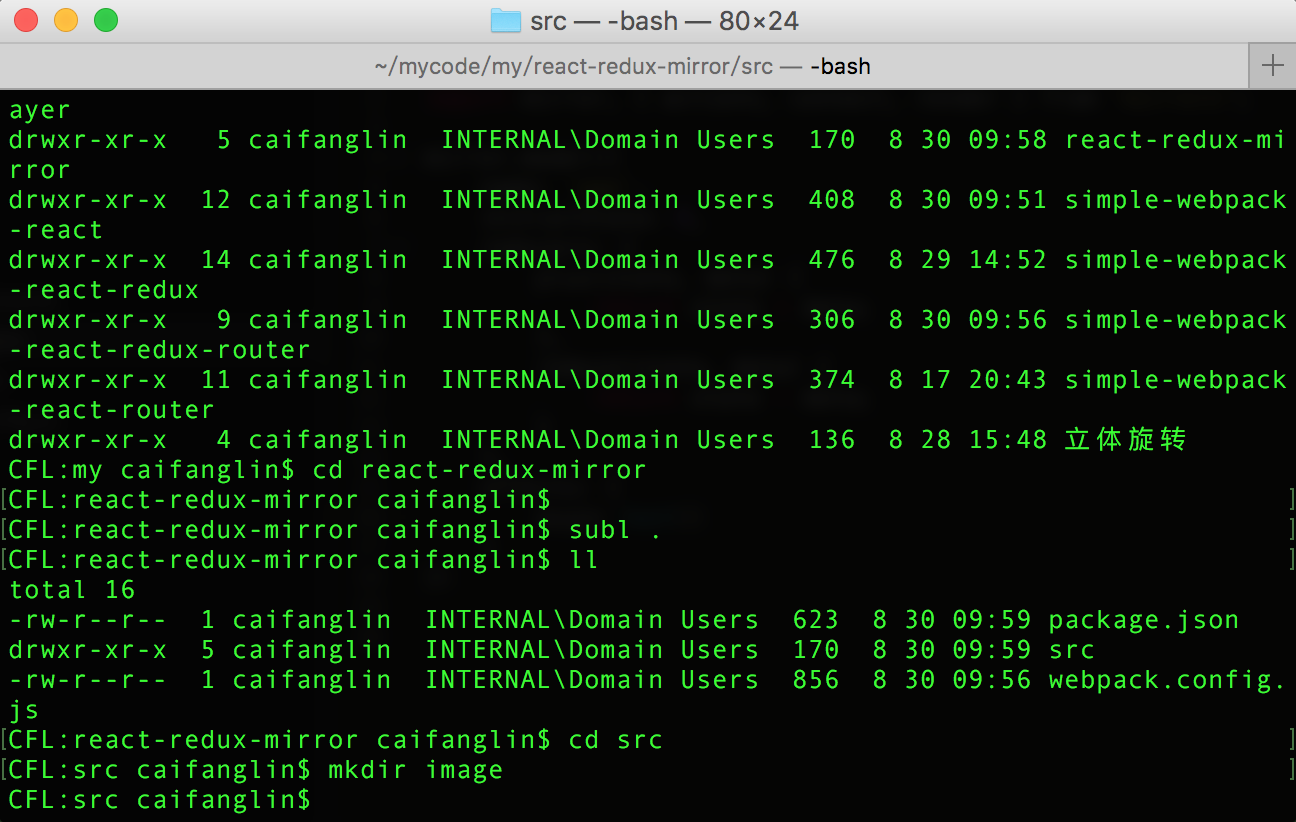 src — -bash — 80×24
~/mycode/my/react-redux-mirror/src — -bash
ayer
drwxr-xr-x   5 caifanglin  INTERNAL\Domain Users  170  8 30 09:58 react-redux-mi
rror
drwxr-xr-x  12 caifanglin  INTERNAL\Domain Users  408  8 30 09:51 simple-webpack
-react
drwxr-xr-x  14 caifanglin  INTERNAL\Domain Users  476  8 29 14:52 simple-webpack
-react-redux
drwxr-xr-x   9 caifanglin  INTERNAL\Domain Users  306  8 30 09:56 simple-webpack
-react-redux-router
drwxr-xr-x  11 caifanglin  INTERNAL\Domain Users  374  8 17 20:43 simple-webpack
-react-router
drwxr-xr-x   4 caifanglin  INTERNAL\Domain Users  136  8 28 15:48 立体旋转
CFL:my caifanglin$ cd react-redux-mirror
[CFL:react-redux-mirror caifanglin$ ]
[CFL:react-redux-mirror caifanglin$ subl . ]
[CFL:react-redux-mirror caifanglin$ ll ]
total 16
-rw-r--r--  1 caifanglin  INTERNAL\Domain Users  623  8 30 09:59 package.json
drwxr-xr-x  5 caifanglin  INTERNAL\Domain Users  170  8 30 09:59 src
-rw-r--r--  1 caifanglin  INTERNAL\Domain Users  856  8 30 09:56 webpack.config.
js
[CFL:react-redux-mirror caifanglin$ cd src ]
[CFL:src caifanglin$ mkdir image ]
CFL:src caifanglin$